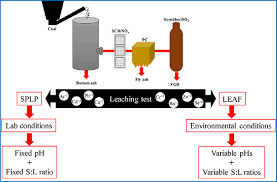 Coal
SCR/NOx
FC
Scrubber/SO2
Bottom ash
Fly ash
FGD
SPLP
Leaching test
LEAF
Lab conditions
Environmental conditions
Fixed pH
+
Fixed S:L ratio
Variable pHs
+
Variable S:L ratios